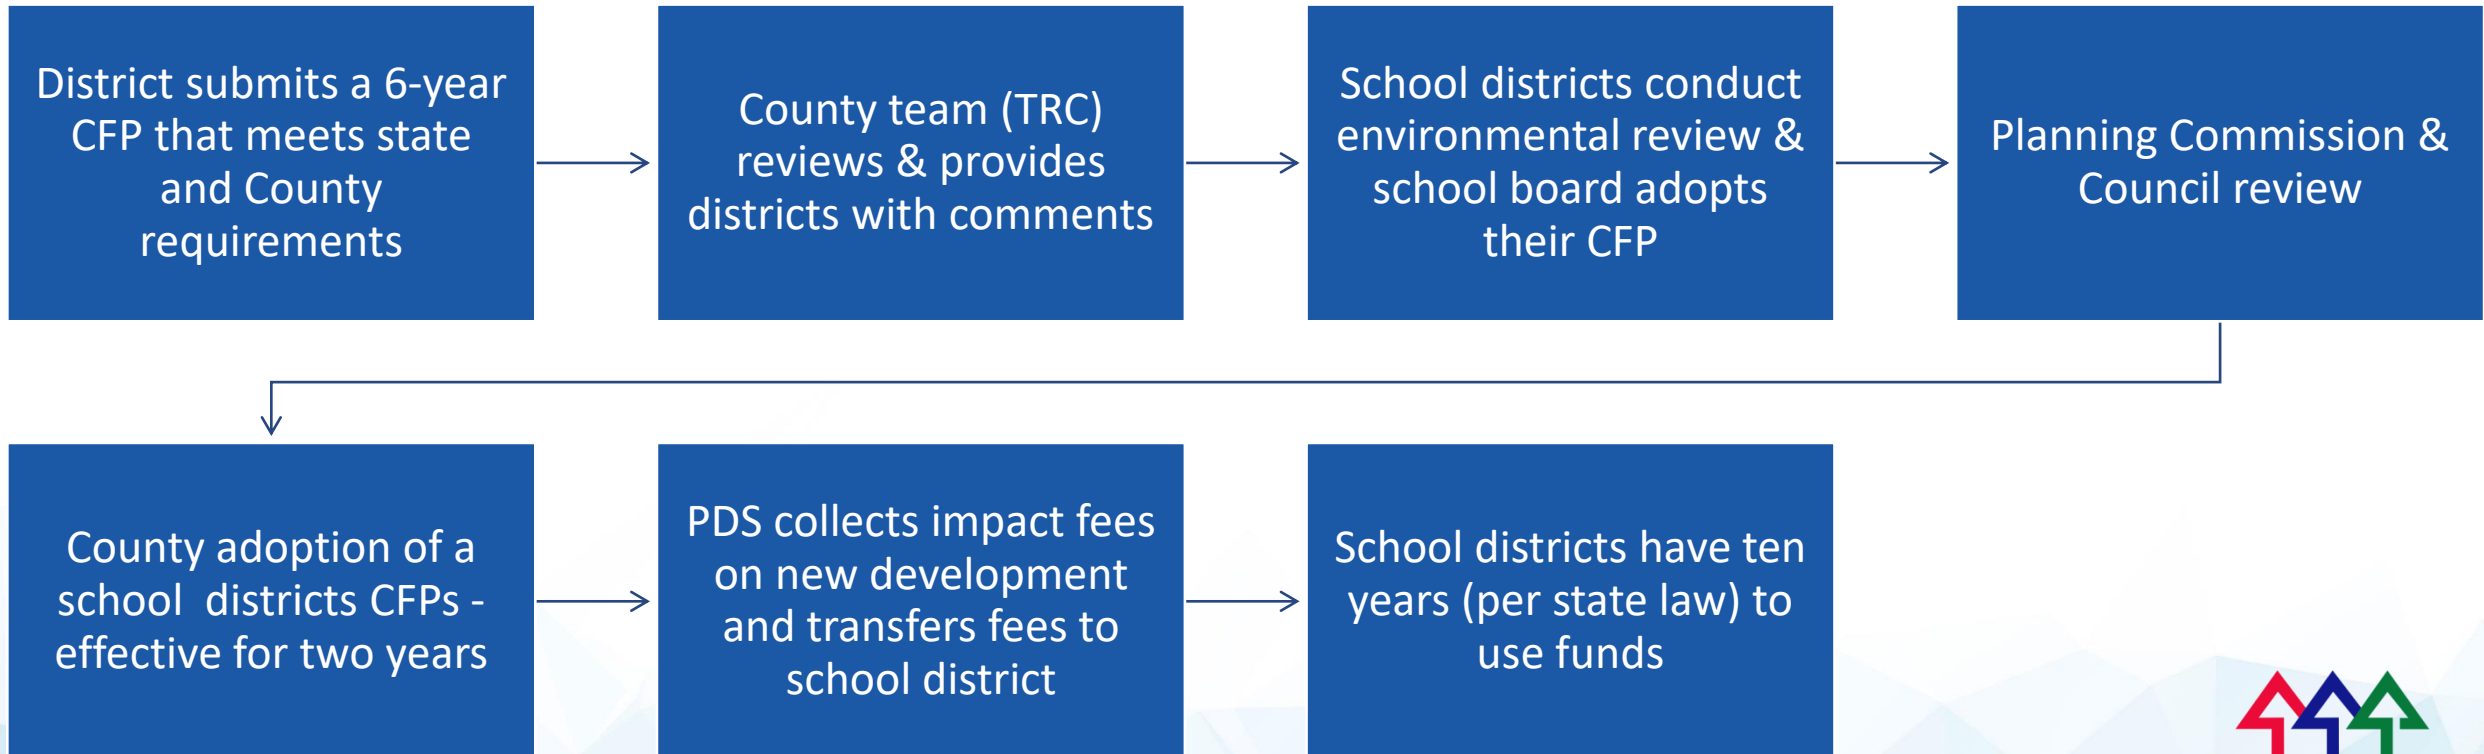 District submits a 6-year
CFP that meets state
and County
requirements
County team (TRC)
reviews & provides
districts with comments
School districts conduct
environmental review &
school board adopts
their CFP
Planning Commission &
Council review
County adoption of a
school  districts CFPs -
effective for two years
PDS collects impact fees
on new development
and transfers fees to
school district
School districts have ten
years (per state law) to
use funds